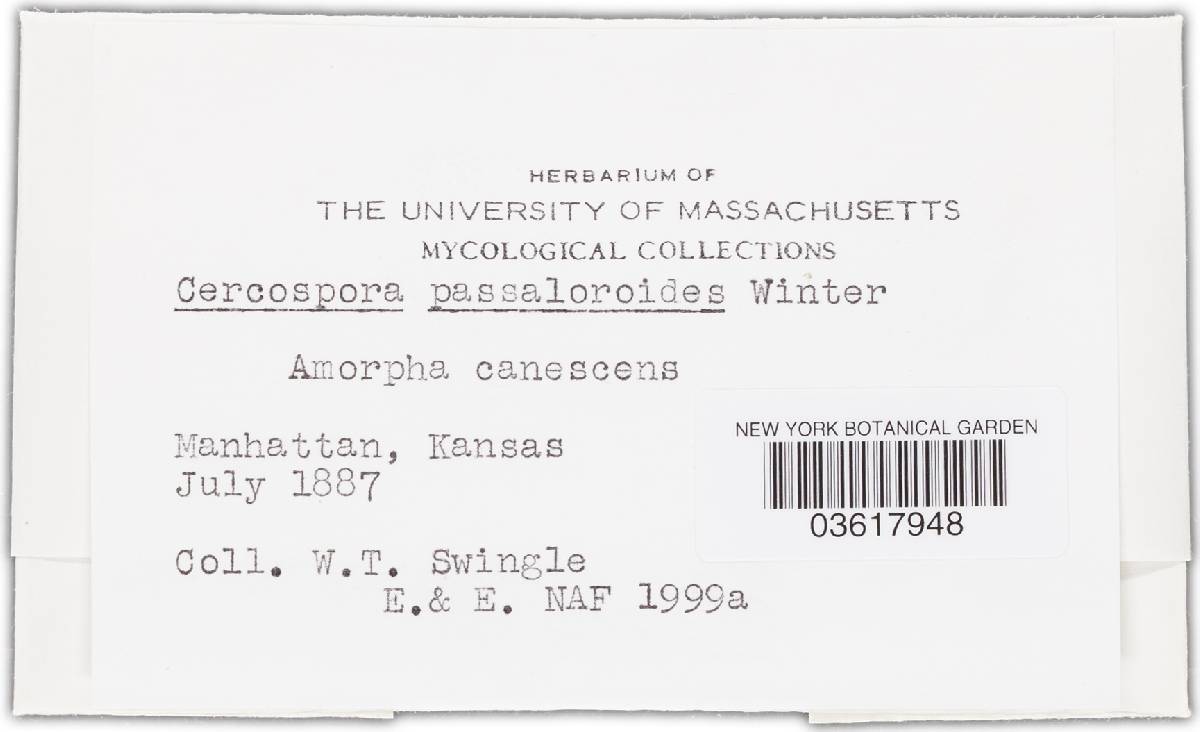 HERBARIUM OF
THE UNIVERSITY OF MASSACHUSETTS
MYCOLOGICAL COLLECTIONS
Cercospora passaloroides Winter
Amorpha canescens
Manhattan, Kansas
July 1887
NEW YORK BOTANICAL GARDEN
03617948
Coll. W.T. Swingle
E.& E. NAF 1999a